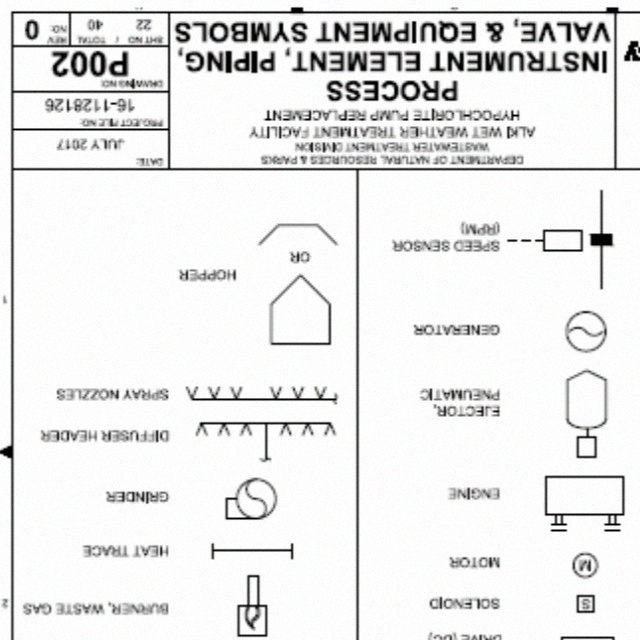 DRIVE (DC)
S
SOLENOID
M
MOTOR
ENGINE
EJECTOR,
PNEUMATIC
GENERATOR
SPEED SENSOR
(RPM)
BURNER, WASTE GAS
HEAT TRACE
GRINDER
DIFFUSER HEADER
SPRAY NOZZLES
HOPPER
OR
2
1
DEPARTMENT OF NATURAL RESOURCES & PARKS
WASTEWATER TREATMENT DIVISION
ALKI WET WEATHER TREATMENT FACILITY
HYPOCHLORITE PUMP REPLACEMENT
PROCESS
INSTRUMENT ELEMENT, PIPING,
VALVE, & EQUIPMENT SYMBOLS
DATE:
JULY 2017
PROJECT FILE NO:
16-1128126
DRAWING NO:
P002
SHT NO / TOTAL
22 40
REV NO:
0